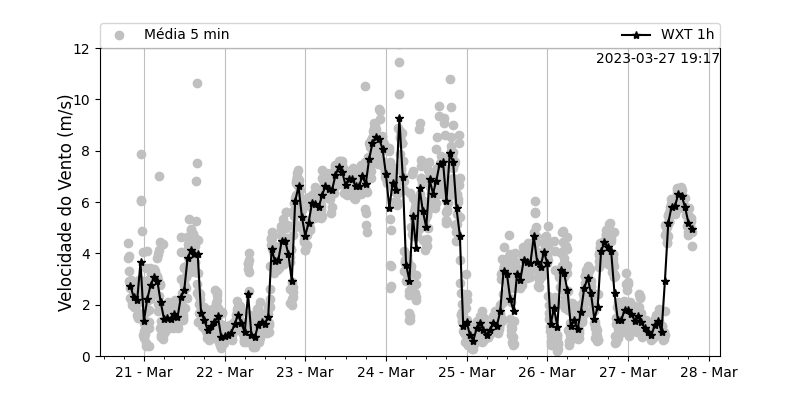 Média 5 min
WXT 1h
2023-03-27 19:17
Velocidade do Vento (m/s)
12
10
8
6
4
2
0
21 - Mar
22 - Mar
23 - Mar
24 - Mar
25 - Mar
26 - Mar
27 - Mar
28 - Mar